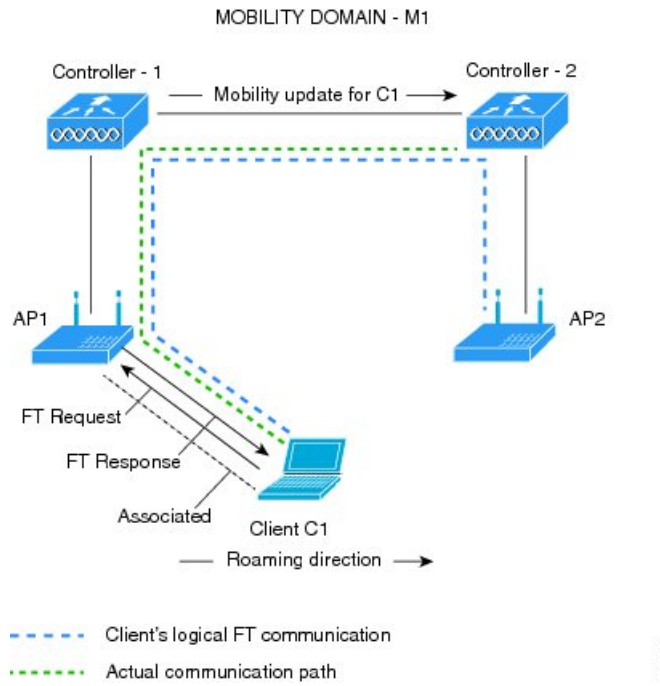 MOBILITY DOMAIN - M1
Controller - 1
Controller - 2
Mobility update for C1
AP1
AP2
FT Request
FT Response
Associated
Client C1
Roaming direction
Client's logical FT communication
Actual communication path